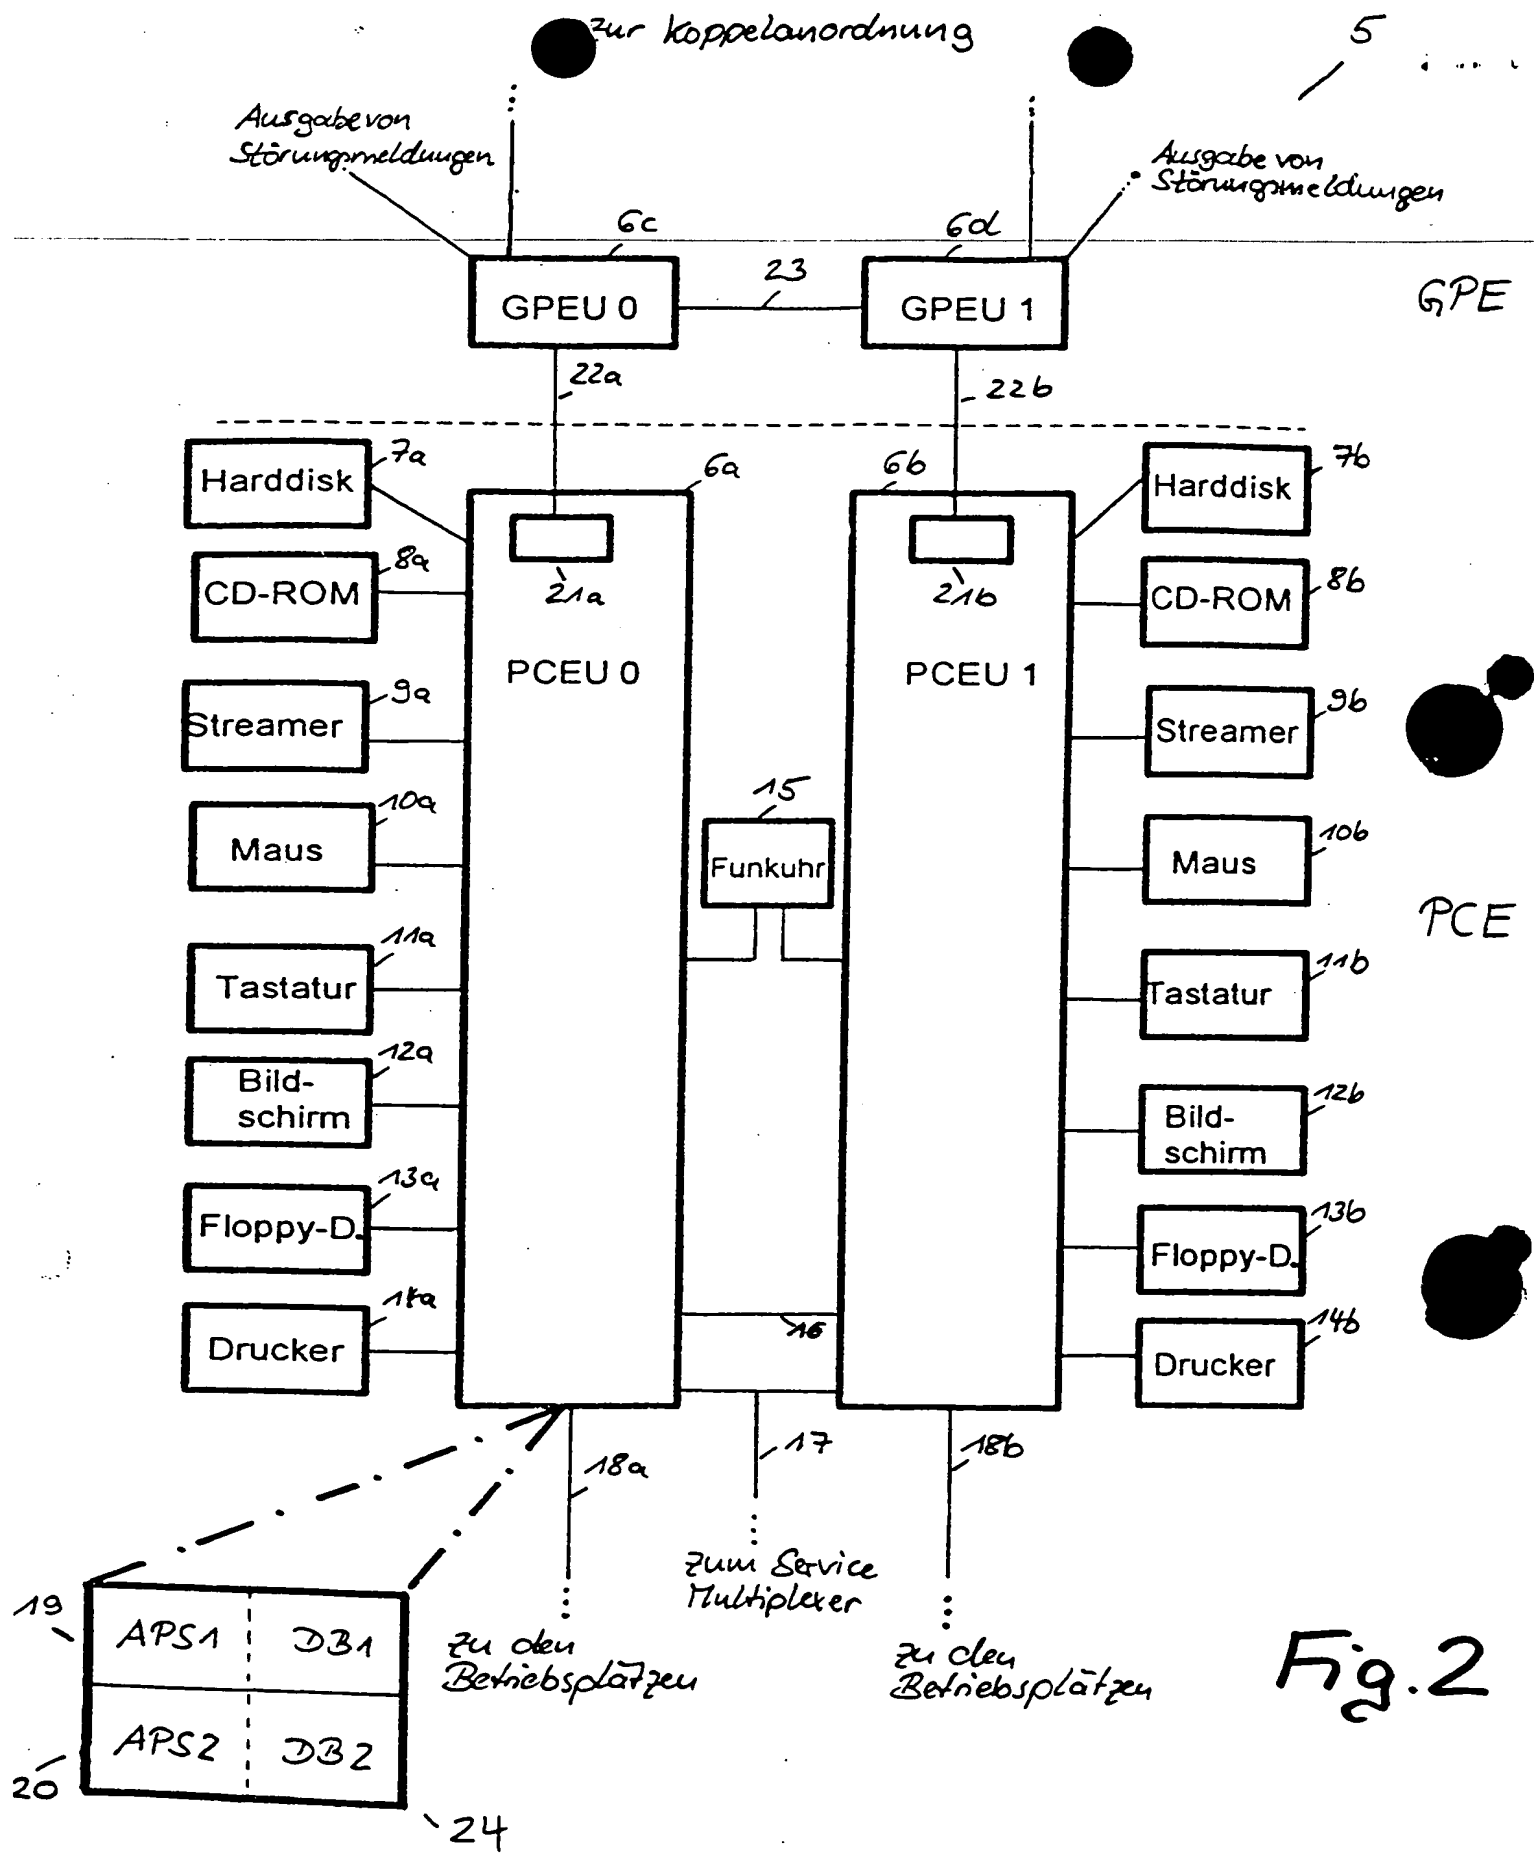 zur Koppelanordnung
5
Ausgabe von
Störungsmeldungen
Ausgabe von
Störungsmeldungen
6c
6d
GPEU 0
23
GPEU 1
GPE
22a
22b
Harddisk
7a
6a
6b
Harddisk
7b
21a
21b
CD-ROM
8a
CD-ROM
8b
PCEU 0
PCEU 1
Streamer
9a
Streamer
9b
Maus
10a
15
Funkuhr
Maus
10b
PCE
Tastatur
11a
Tastatur
11b
Bild-
schirm
12a
Bild-
schirm
12b
Floppy-D.
13a
Floppy-D.
13b
Drucker
14a
16
Drucker
14b
18a
17
18b
zum Service
Multiplexer
zu den
Betriebsplätzen
zu den
Betriebsplätzen
19
APS1
DB1
20
APS2
DB2
24
Fig.2